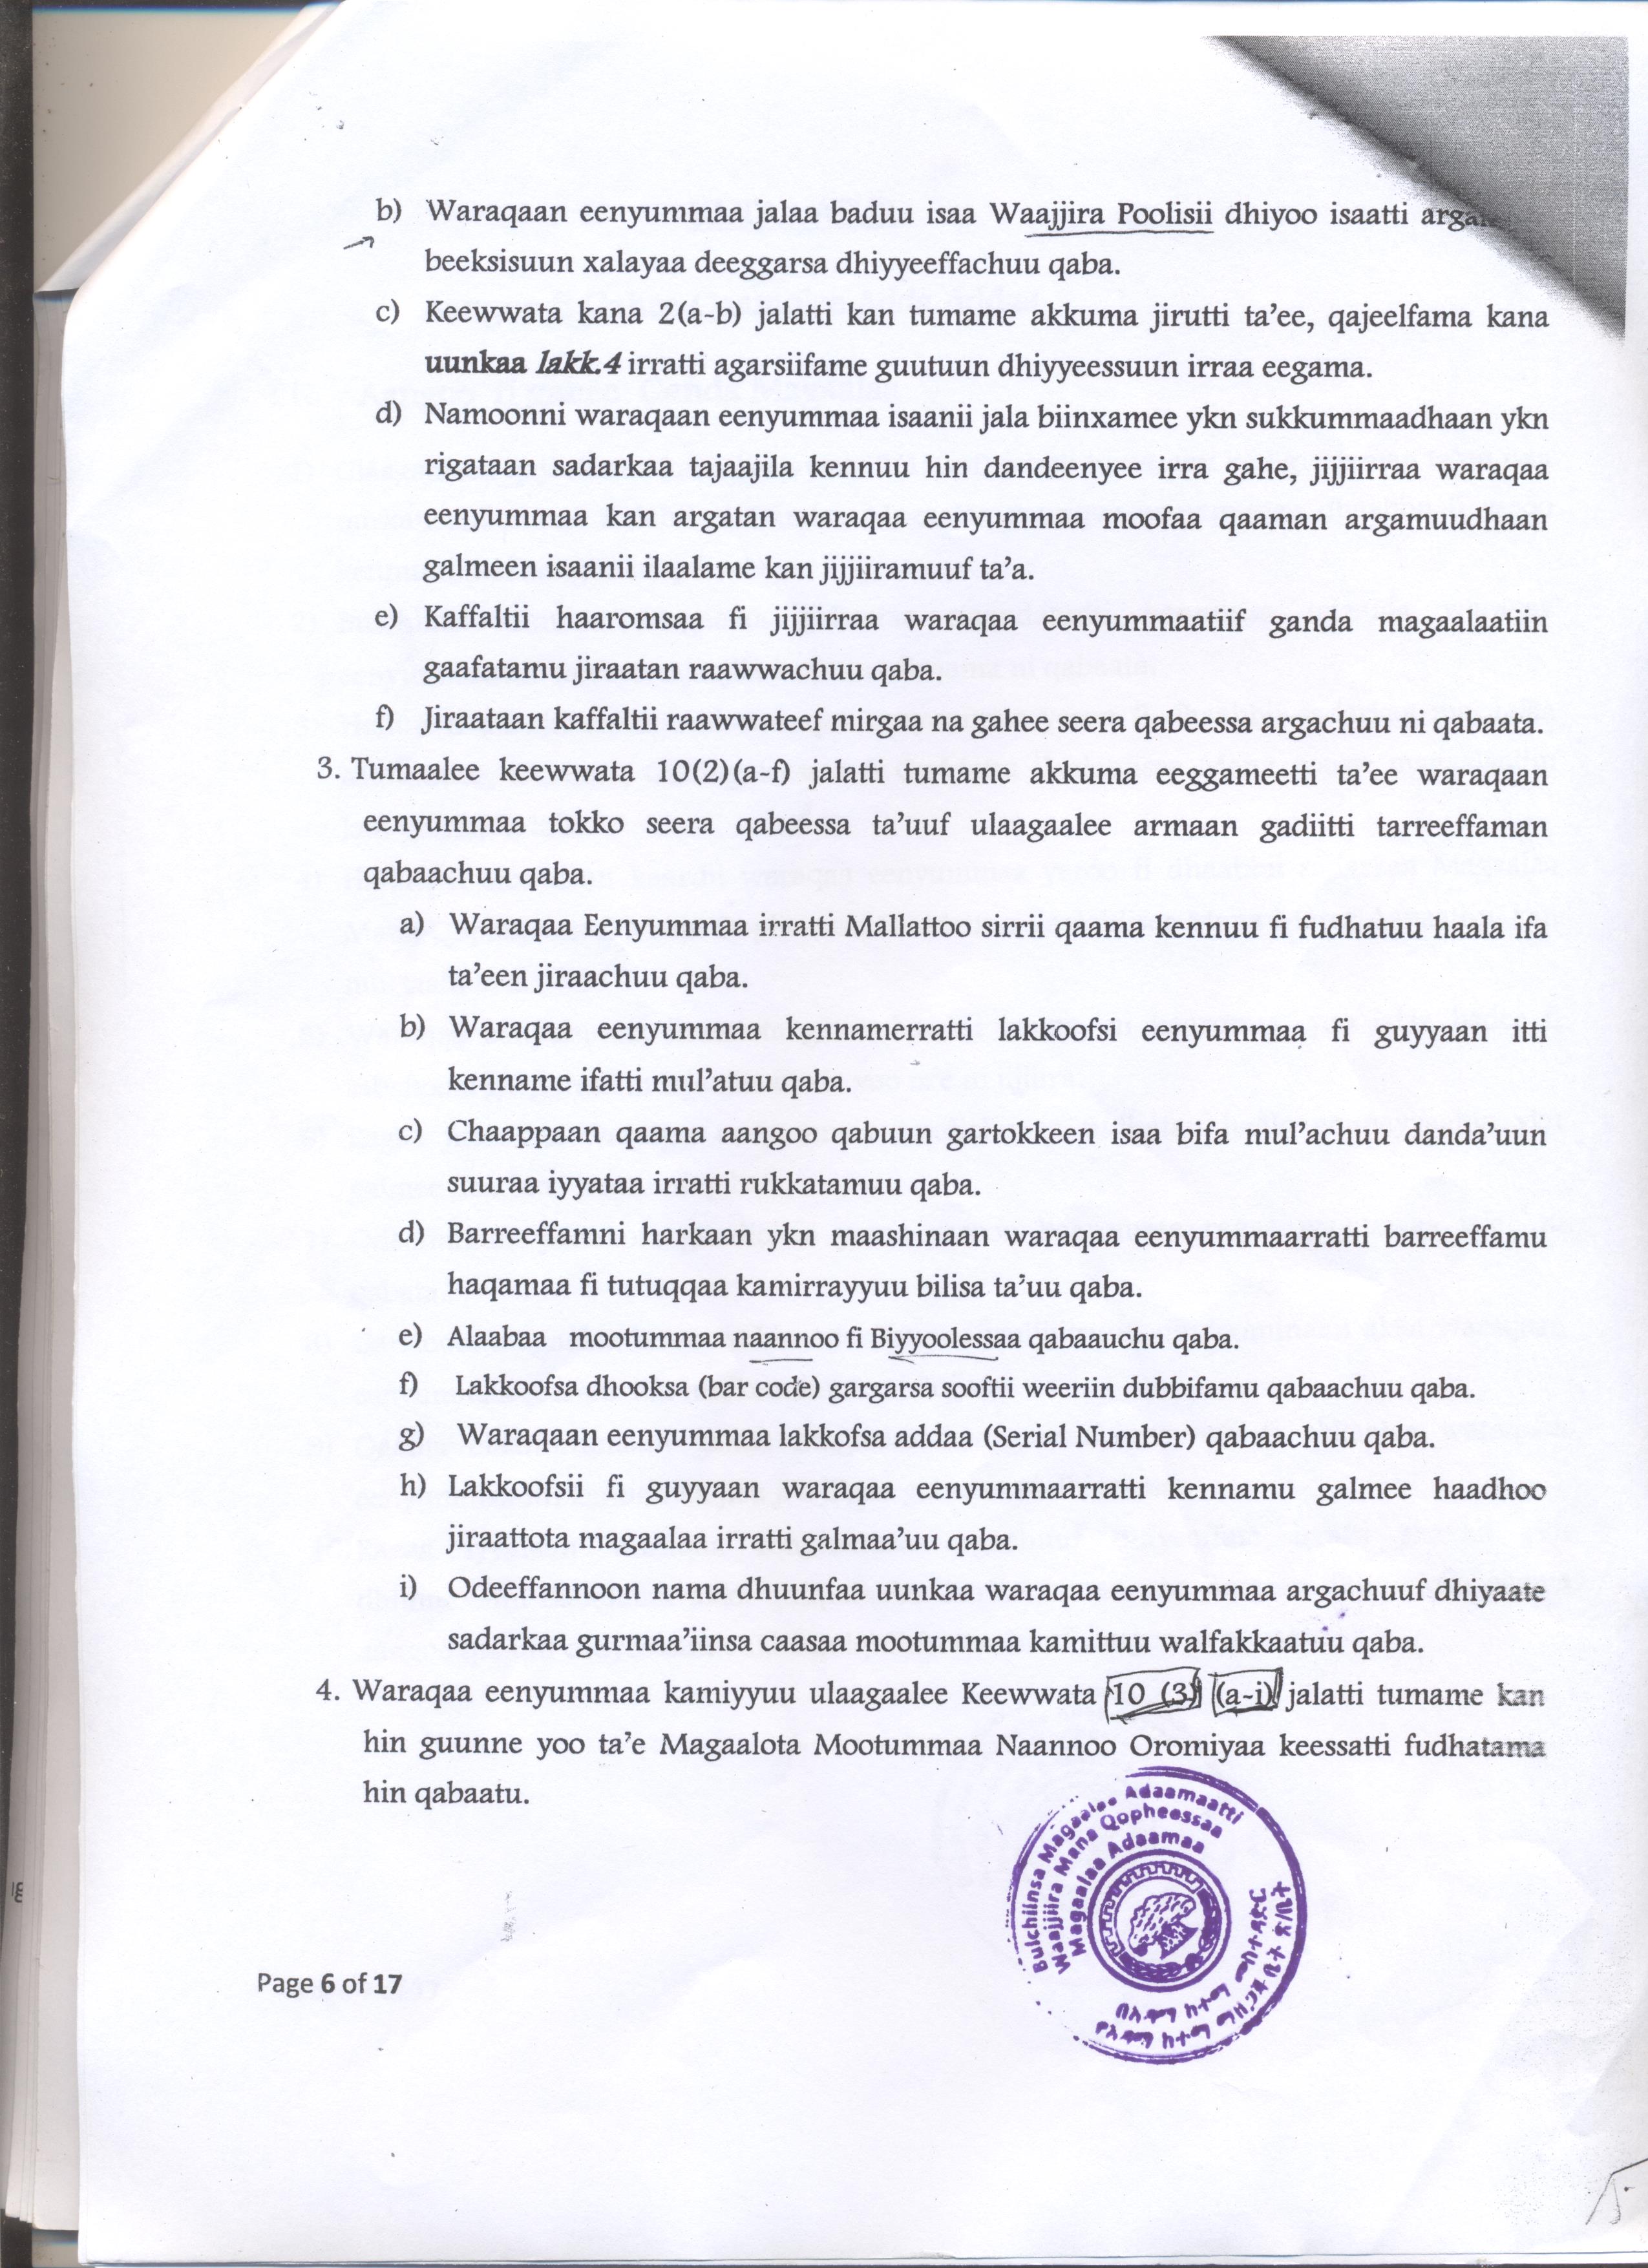 b) Waraqaan eenyummaa jalaa baduu isaa Waajjira Poolisii dhiyoo isaatti
beeksisuun xalayaa deeggarsa dhiyyeeffachuu qaba.
c) Keewwata kana 2(a-b) jalatti kan tumame akkuma jirutti ta’ee, qajeelfama kana
uunkaa lakk.4 irratti agarsiifame guutuun dhiyyeessuun irraa eegama.
d) Namoonni waraqaan eenyummaa isaanii jala biinxamee ykn sukkummaadhaan ykn
rigataan sadarkaa tajaajila kennuu hin dandeenyee irra gahe, jijjiirraa waraqaa
eenyummaa kan argatan waraqaa eenyummaa moofaa qaaman argamuudhaan
galmeen isaanii ilaalame kan jijjiiramuuf ta’a.
e) Kaffaltii haaromsaa fi jijjiirraa waraqaa eenyummaatiif ganda magaalaatiin
gaafatamu jiraatan raawwachuu qaba.
f) Jiraataan kaffaltii raawwateef mirgaa na gahee seera qabeessa argachuu ni qabaata.
3. Tumaalee keewwata 10(2)(a-f) jalatti tumame akkuma eeggameetti ta’ee waraqaan
eenyummaa tokko seera qabeessa ta’uuf ulaagaalee armaan gadiitti tarreeffaman
qabaachuu qaba.
a) Waraqaa Eenyummaa irratti Mallattoo sirrii qaama kennuu fi fudhatuu haala ifa
ta’een jiraachuu qaba.
b) Waraqaa eenyummaa kennamerratti lakkoofsi eenyummaa fi guyyaan itti
kenname ifatti mul’atuu qaba.
c) Chaappaan qaama aangoo qabuun gartokkeen isaa bifa mul’achuu danda’uun
suuraa iyyataa irratti rukkatamuu qaba.
d) Barreeffamni harkaan ykn maashinaan waraqaa eenyummaarratti barreeffamu
haqamaa fi tutuqqaa kamirrayyuu bilisa ta’uu qaba.
e) Alaabaa mootummaa naannoo fi Biyyoolessaa qabaauchu qaba.
f) Lakkoofsa dhooksa (bar code) gargarsa sooftii weeriin dubbifamu qabaachuu qaba.
g) Waraqaan eenyummaa lakkofsa addaa (Serial Number) qabaachuu qaba.
h) Lakkoofsii fi guyyaan waraqaa eenyummaarratti kennamu galmee haadhoo
jiraattota magaalaa irratti galmaa’uu qaba.
i) Odeeffannoon nama dhuunfaa uunkaa waraqaa eenyummaa argachuuf dhiyaate
sadarkaa gurmaa’iinsa caasaa mootummaa kamittuu walfakkaatuu qaba.
4. Waraqaa eenyummaa kamiyyuu ulaagaalee Keewwata 10 (3) (a-i) jalatti tumame kan
hin guunne yoo ta’e Magaalota Mootummaa Naannoo Oromiyaa keessatti fudhatama
hin qabaatu.
Bulchiinsa Magaalaa Adaamaatti
Waajjiira Mana Qopheessaa
Magaalaa Adaamaa
Page 6 of 17